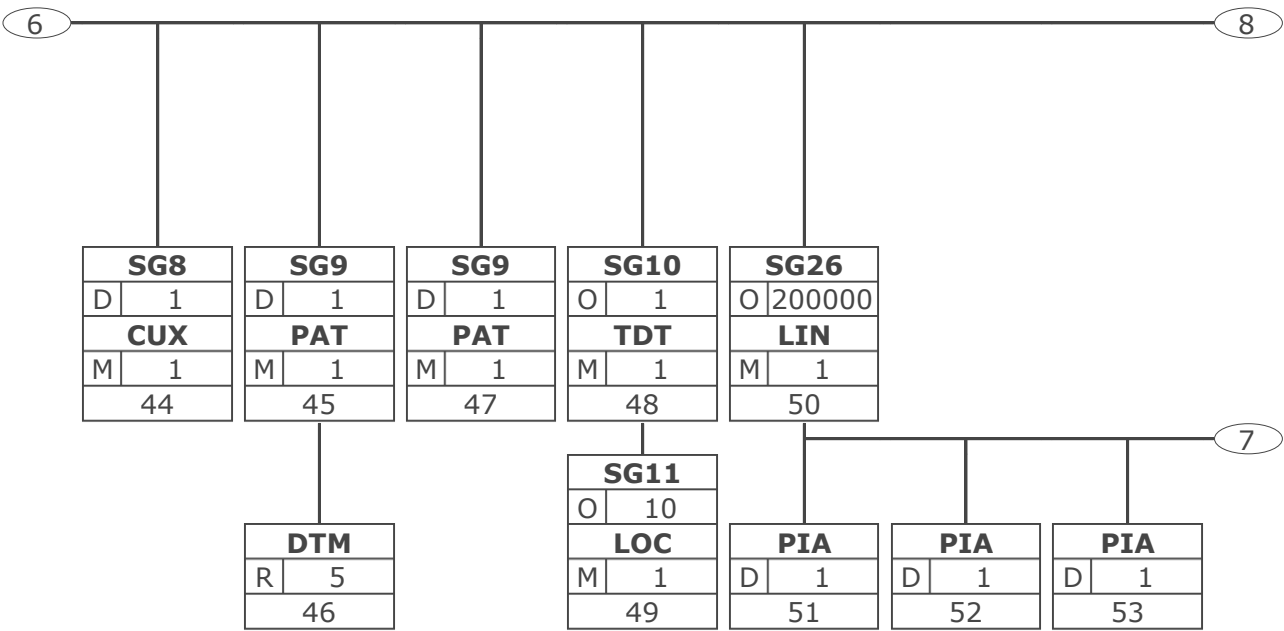 6 8
SG8 SG9 SG9 SG10 SG26
D 1 D 1 D 1 O 1 O 200000
CUX PAT PAT TDT LIN
M 1 M 1 M 1 M 1 M 1
44 45 47 48 50
7
SG11
O 10
DTM LOC PIA PIA PIA
R 5 M 1 D 1 D 1 D 1
46 49 51 52 53